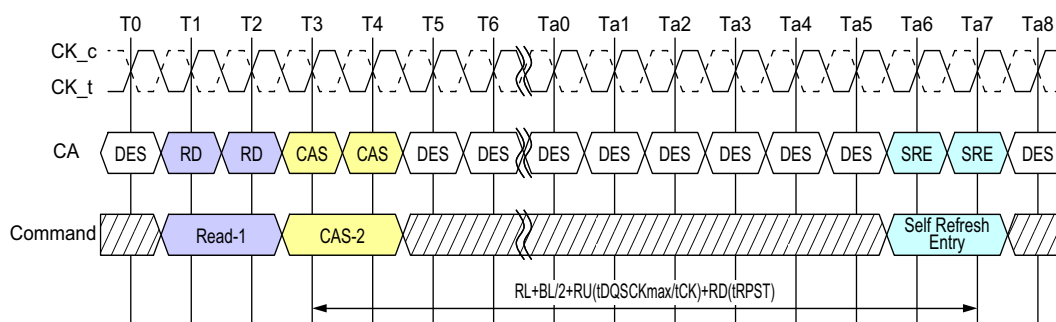 T0 T1 T2 T3 T4 T5 T6 Ta0 Ta1 Ta2 Ta3 Ta4 Ta5 Ta6 Ta7 Ta8
CK_c
CK_t
CA DES RD RD CAS CAS DES DES DES DES DES DES DES DES SRE SRE DES
Command Read-1 CAS-2 Self Refresh
Entry
RL+BL/2+RU(tDQSCKmax/tCK)+RD(tRPST)